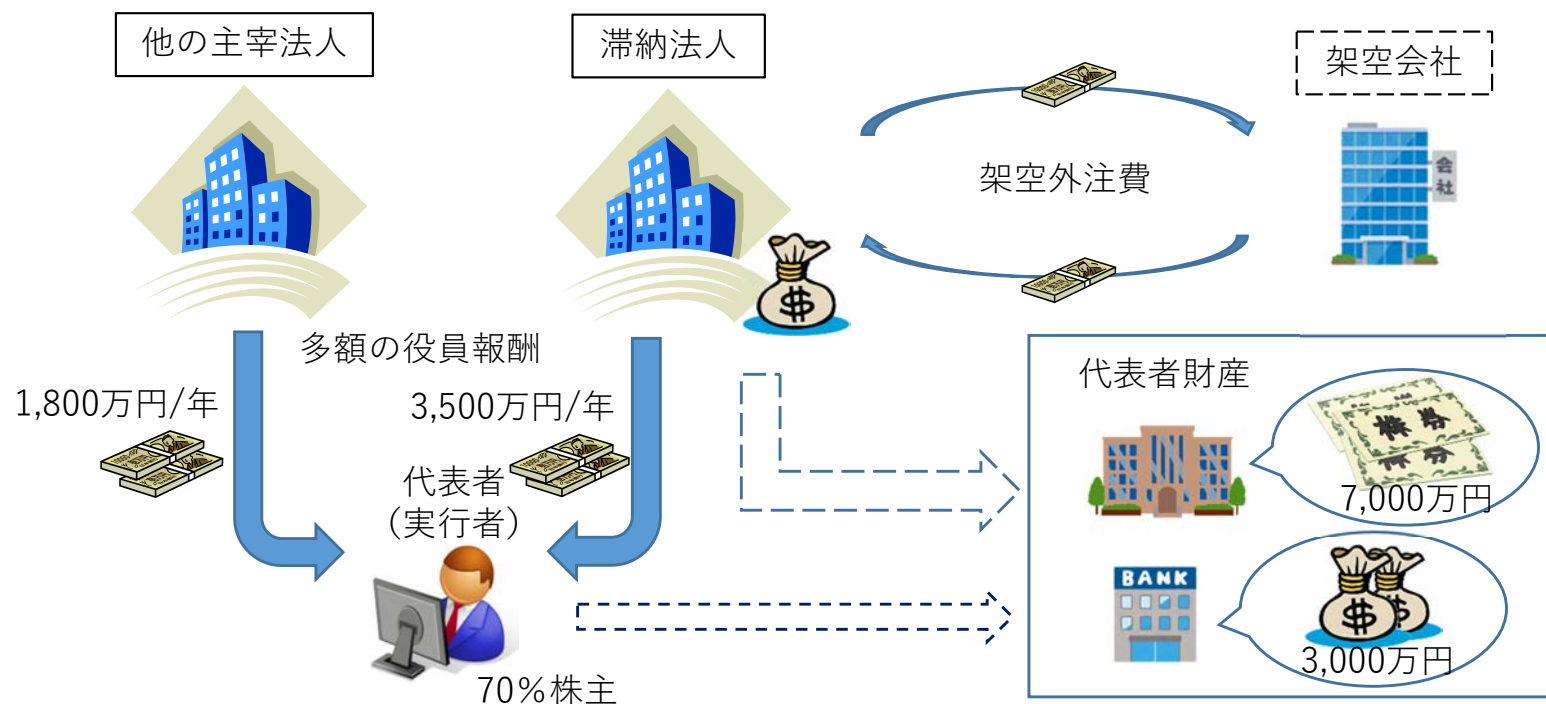 他の主宰法人
滞納法人
架空会社
会社
架空外注費
多額の役員報酬
1,800万円/年
3,500万円/年
代表者
(実行者)
70%株主
代表者財産
株券
7,000万円
BANK
3,000万円